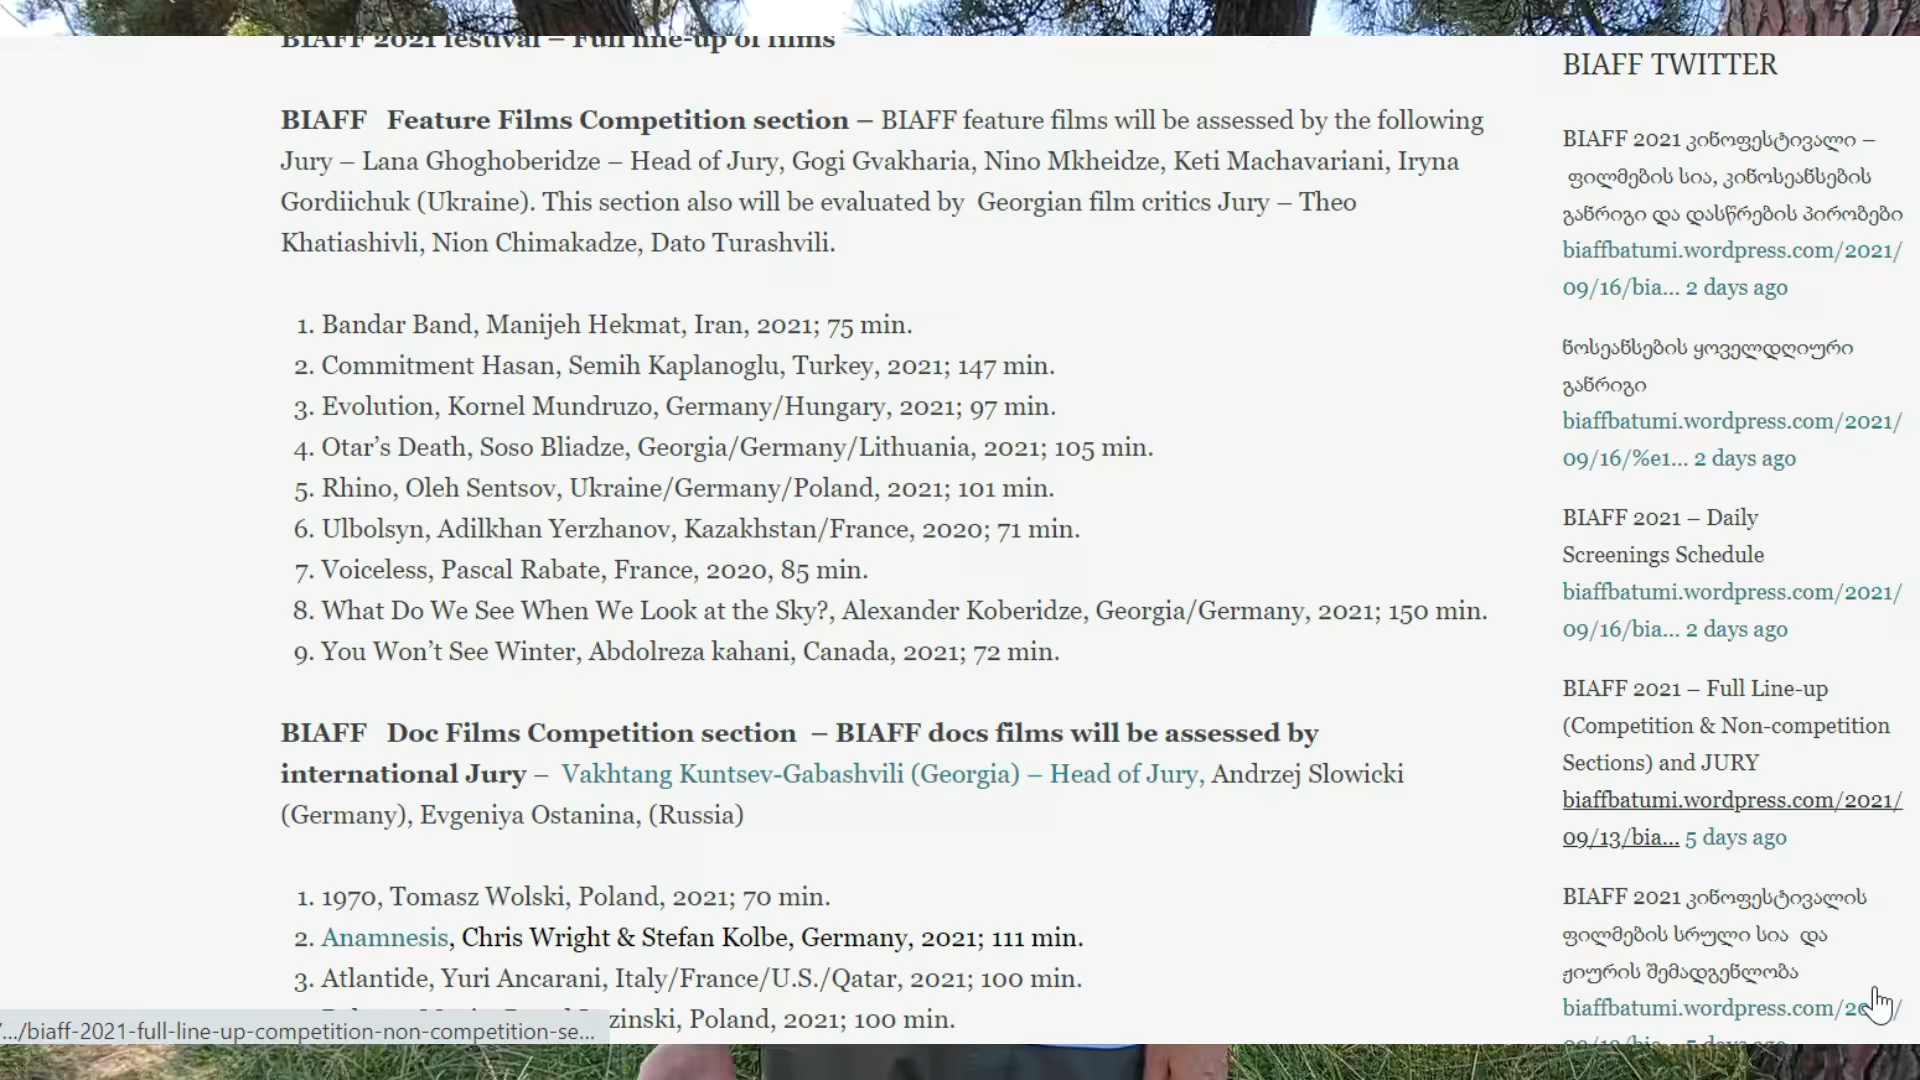 BIAFF 2021 festival – Full line-up of films
BIAFF Feature Films Competition section – BIAFF feature films will be assessed by the following
Jury – Lana Ghoghoberidze – Head of Jury, Gogi Gvakharia, Nino Mkheidze, Keti Machavariani, Iryna
Gordiichuk (Ukraine). This section also will be evaluated by Georgian film critics Jury – Theo
Khatiashivli, Nion Chimakadze, Dato Turashvili.
1. Bandar Band, Manijeh Hekmat, Iran, 2021; 75 min.
2. Commitment Hasan, Semih Kaplanoglu, Turkey, 2021; 147 min.
3. Evolution, Kornel Mundruzo, Germany/Hungary, 2021; 97 min.
4. Otar’s Death, Soso Bliadze, Georgia/Germany/Lithuania, 2021; 105 min.
5. Rhino, Oleh Sentsov, Ukraine/Germany/Poland, 2021; 101 min.
6. Ulbolsyn, Adilkhan Yerzhanov, Kazakhstan/France, 2020; 71 min.
7. Voiceless, Pascal Rabate, France, 2020, 85 min.
8. What Do We See When We Look at the Sky?, Alexander Koberidze, Georgia/Germany, 2021; 150 min.
9. You Won’t See Winter, Abdolreza kahani, Canada, 2021; 72 min.
BIAFF Doc Films Competition section – BIAFF docs films will be assessed by
international Jury – Vakhtang Kuntsev-Gabashvili (Georgia) – Head of Jury, Andrzej Slowicki
(Germany), Evgeniya Ostanina, (Russia)
1. 1970, Tomasz Wolski, Poland, 2021; 70 min.
2. Anamnesis, Chris Wright & Stefan Kolbe, Germany, 2021; 111 min.
3. Atlantide, Yuri Ancarani, Italy/France/U.S./Qatar, 2021; 100 min.
zinski, Poland, 2021; 100 min.
/.../biaff-2021-full-line-up-competition-non-competition-se...
BIAFF TWITTER
BIAFF 2021 კინოფესტივალი –
ფილმების სია, კინოსეანსების
განრიგი და დასწრების პირობები
biaffbatumi.wordpress.com/2021/
09/16/bia... 2 days ago
ნოსეანსების ყოველდღიური
განრიგი
biaffbatumi.wordpress.com/2021/
09/16/%e1... 2 days ago
BIAFF 2021 – Daily
Screenings Schedule
biaffbatumi.wordpress.com/2021/
09/16/bia... 2 days ago
BIAFF 2021 – Full Line-up
(Competition & Non-competition
Sections) and JURY
biaffbatumi.wordpress.com/2021/
09/13/bia... 5 days ago
BIAFF 2021 კინოფესტივალის
ფილმების სრული სია და
ჟიურის შემადგენლობა
biaffbatumi.wordpress.com/20